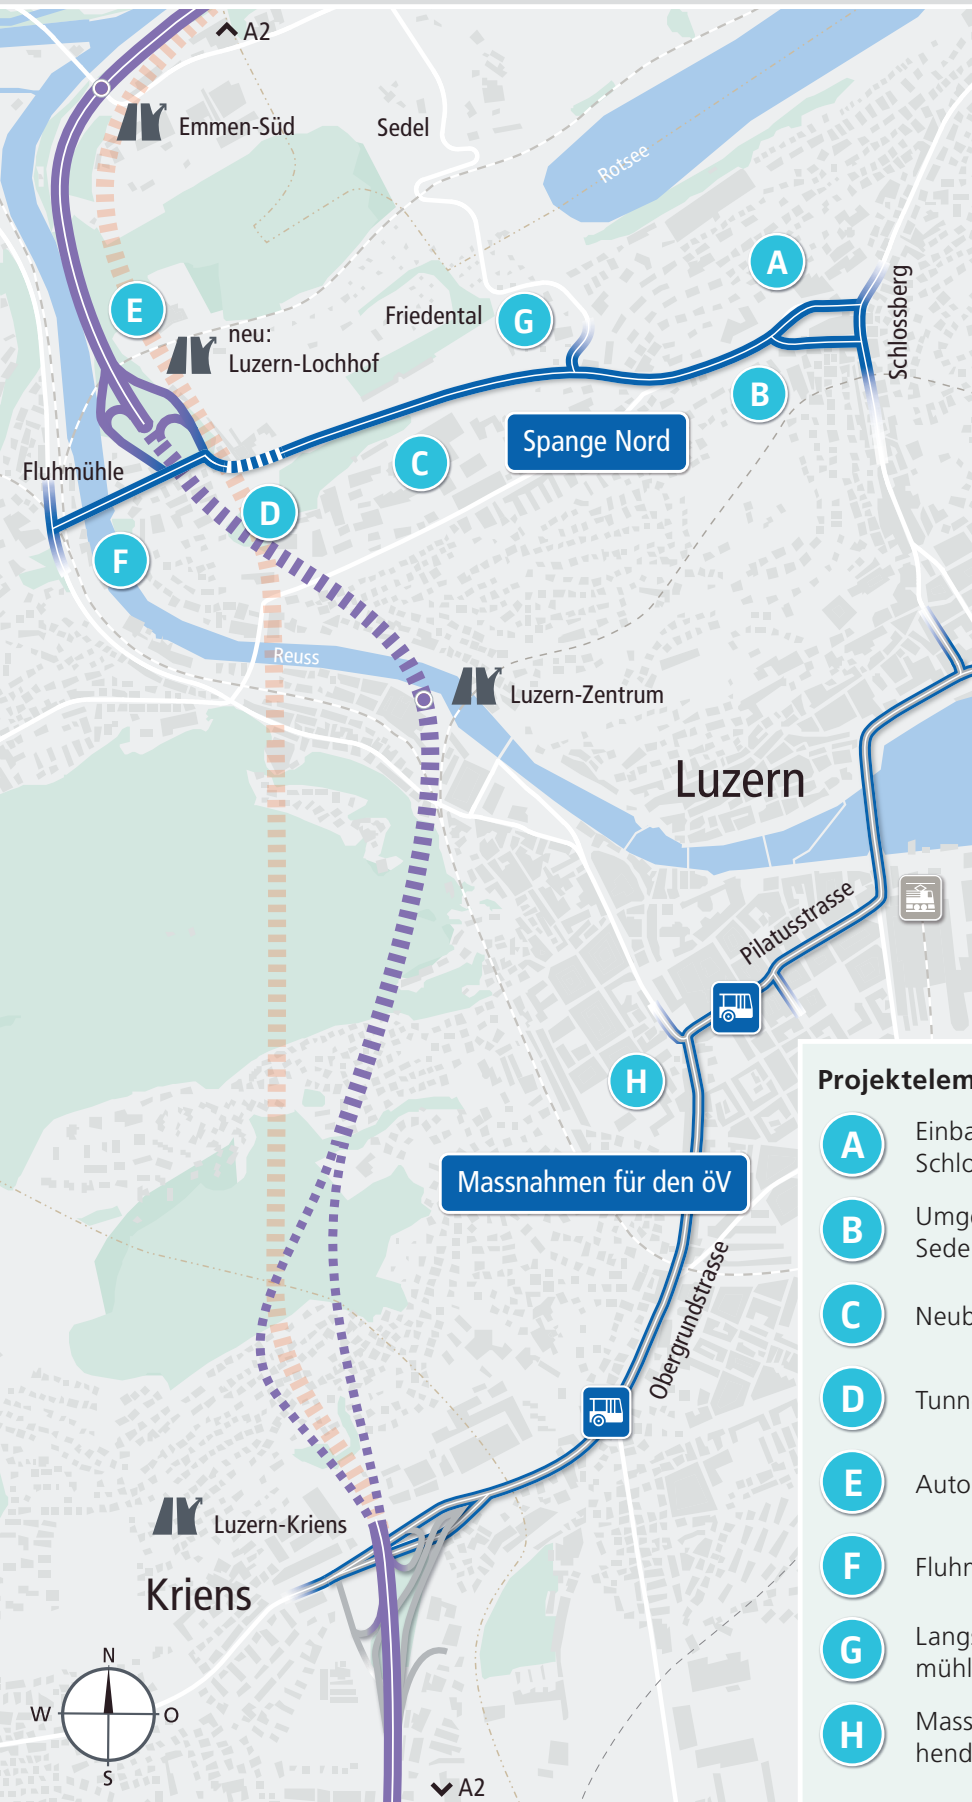 A2
Emmen-Süd
Sedel
Rotsee
A
Schlossberg
E
neu:
Luzern-Lochhof
Friedental
G
B
Spange Nord
C
Fluhmühle
D
F
Reuss
Luzern-Zentrum
Luzern
Pilatusstrasse
H
Massnahmen für den öV
Obergrundstrasse
Luzern-Kriens
Kriens
N
W
O
S
A2
Projektelem
A
Einba
Schlo
B
Umge
Sede
C
Neub
D
Tunn
E
Auto
F
Fluhm
G
Langs
mühl
H
Mass
hend